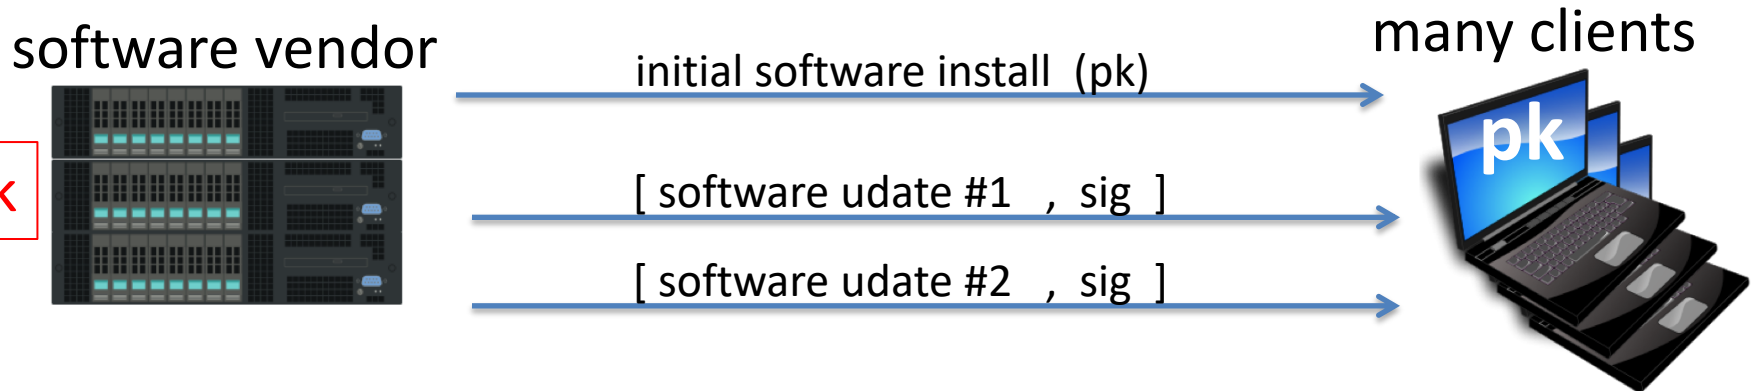 software vendor
many clients
initial software install (pk)
pk
k
[ software udate #1 , sig ]
[ software udate #2 , sig ]